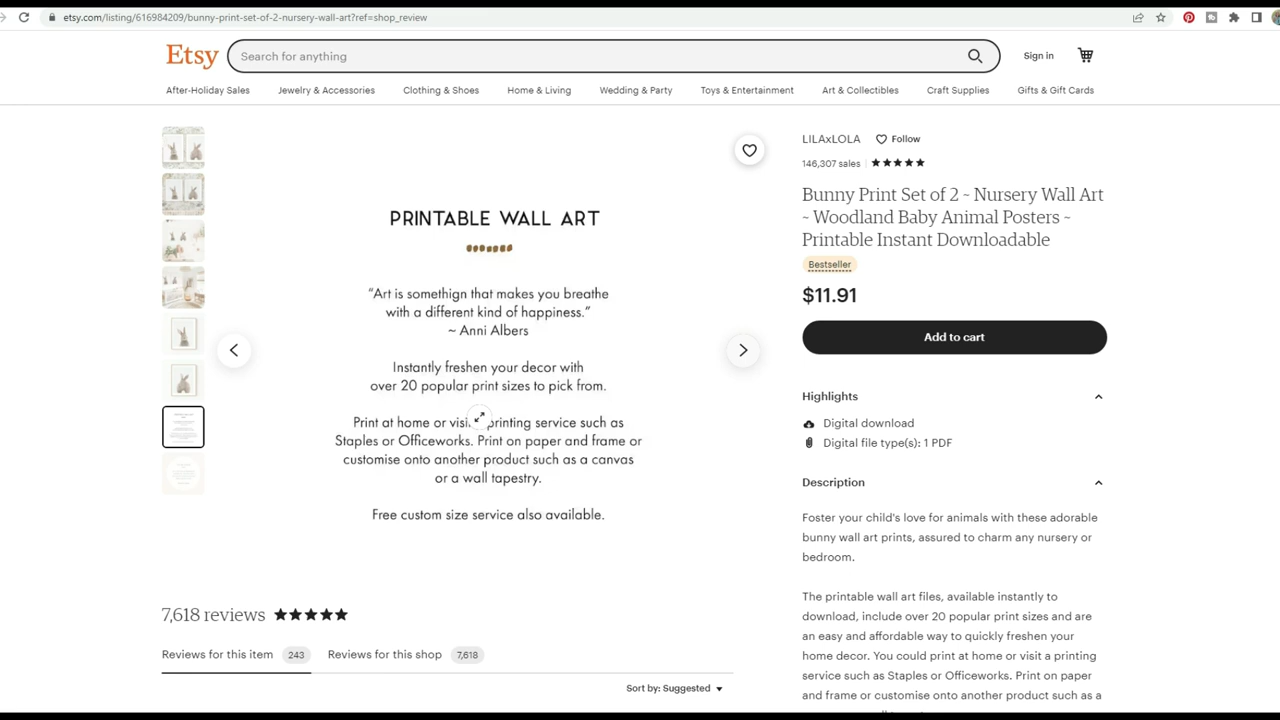 etsy.com/listing/616984209/bunny-print-set-of-2-nursery-wall-art?ref=shop_review
Etsy
Search for anything
Sign in
After-Holiday Sales
Jewelry & Accessories
Clothing & Shoes
Home & Living
Wedding & Party
Toys & Entertainment
Art & Collectibles
Craft Supplies
Gifts & Gift Cards
PRINTABLE WALL ART
“Art is somethign that makes you breathe
with a different kind of happiness.”
~ Anni Albers
Instantly freshen your decor with
over 20 popular print sizes to pick from.
Print at home or visi printing service such as
Staples or Officeworks. Print on paper and frame or
customise onto another product such as a canvas
or a wall tapestry.
Free custom size service also available.
7,618 reviews
Reviews for this item 243
Reviews for this shop 7,618
Sort by: Suggested
LILAxLOLA
Follow
146,307 sales
Bunny Print Set of 2 ~ Nursery Wall Art
~ Woodland Baby Animal Posters ~
Printable Instant Downloadable
Bestseller
$11.91
Add to cart
Highlights
Digital download
Digital file type(s): 1 PDF
Description
Foster your child's love for animals with these adorable
bunny wall art prints, assured to charm any nursery or
bedroom.
The printable wall art files, available instantly to
download, include over 20 popular print sizes and are
an easy and affordable way to quickly freshen your
home decor. You could print at home or visit a printing
service such as Staples or Officeworks. Print on paper
and frame or customise onto another product such as a